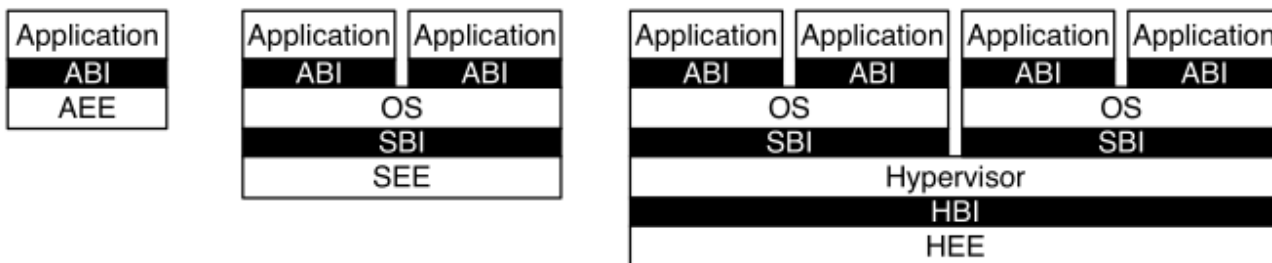 Application
ABI
AEE
Application Application
ABI ABI
OS
SBI
SEE
Application Application Application Application
ABI ABI ABI ABI
OS OS
SBI SBI
Hypervisor
HBI
HEE